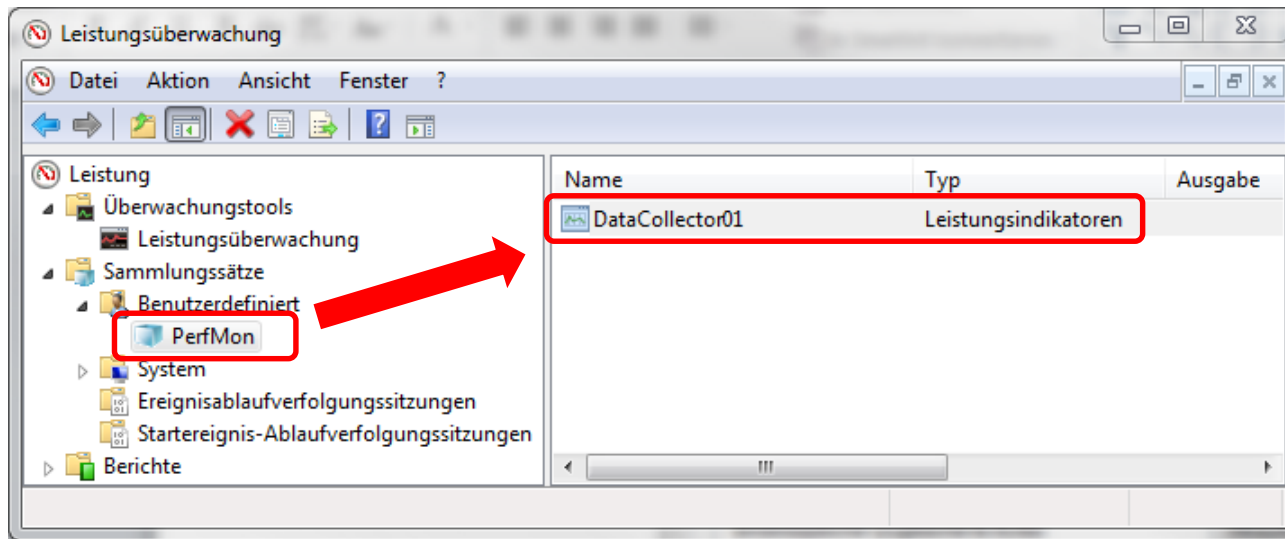 Leistungsüberwachung
Datei Aktion Ansicht Fenster ?
Leistung
Überwachungstools
Leistungsüberwachung
Sammlungssätze
Benutzerdefiniert
PerfMon
System
Ereignisablaufverfolgungssitzungen
Startereignis-Ablaufverfolgungssitzungen
Berichte
Name Typ Ausgabe
DataCollector01 Leistungsindikatoren